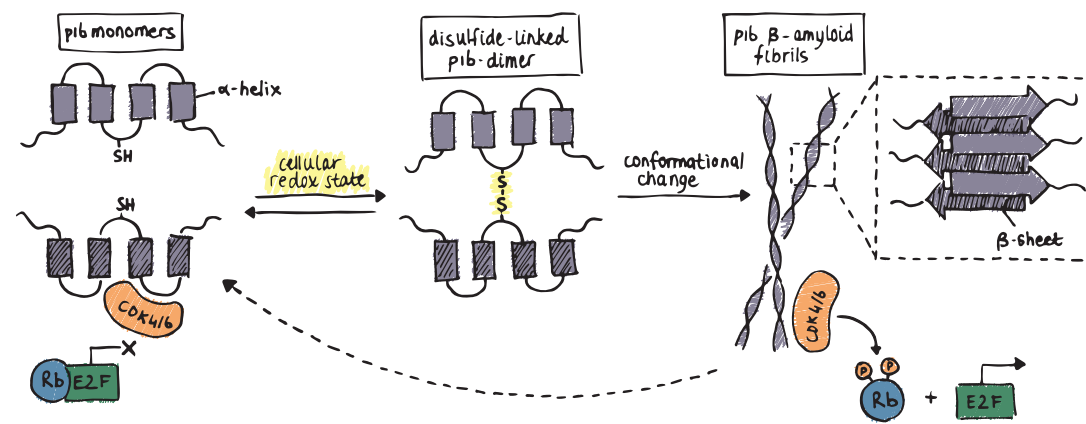 p16 monomers
α-helix
SH
SH
CDK4/6
Rb
E2F
cellular
redox state
disulfide-linked
p16-dimer
S
S
conformational
change
p16 β-amyloid
fibrils
β-sheet
CDK4/6
P
P
Rb
+
E2F